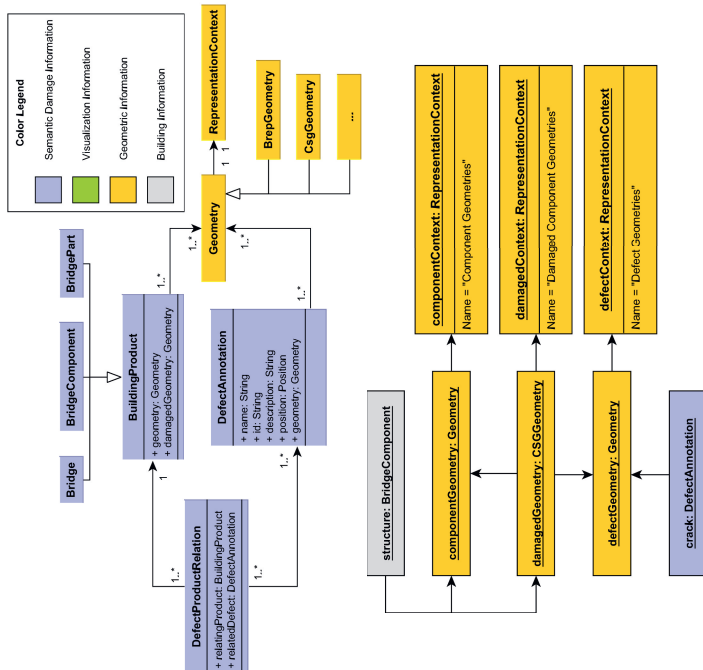 Color Legend
Semantic Damage Information
Visualization Information
Geometric Information
Building Information
Bridge
BridgeComponent
BridgePart
BuildingProduct
+ geometry: Geometry
+ damagedGeometry: Geometry
1..*
1..*
Geometry
1
1
RepresentationContext
BrepGeometry
CsgGeometry
...
DefectProductRelation
+ relatingProduct: BuildingProduct
+ relatedDefect: DefectAnnotation
1..*
1
1..*
1..*
DefectAnnotation
+ name: String
+ id: String
+ description: String
+ position: Position
+ geometry: Geometry
1..*
1..*
structure: BridgeComponent
componentGeometry: Geometry
damagedGeometry: CSGGeometry
defectGeometry: Geometry
crack: DefectAnnotation
componentContext: RepresentationContext
Name = "Component Geometries"
damagedContext: RepresentationContext
Name = "Damaged Component Geometries"
defectContext: RepresentationContext
Name = "Defect Geometries"